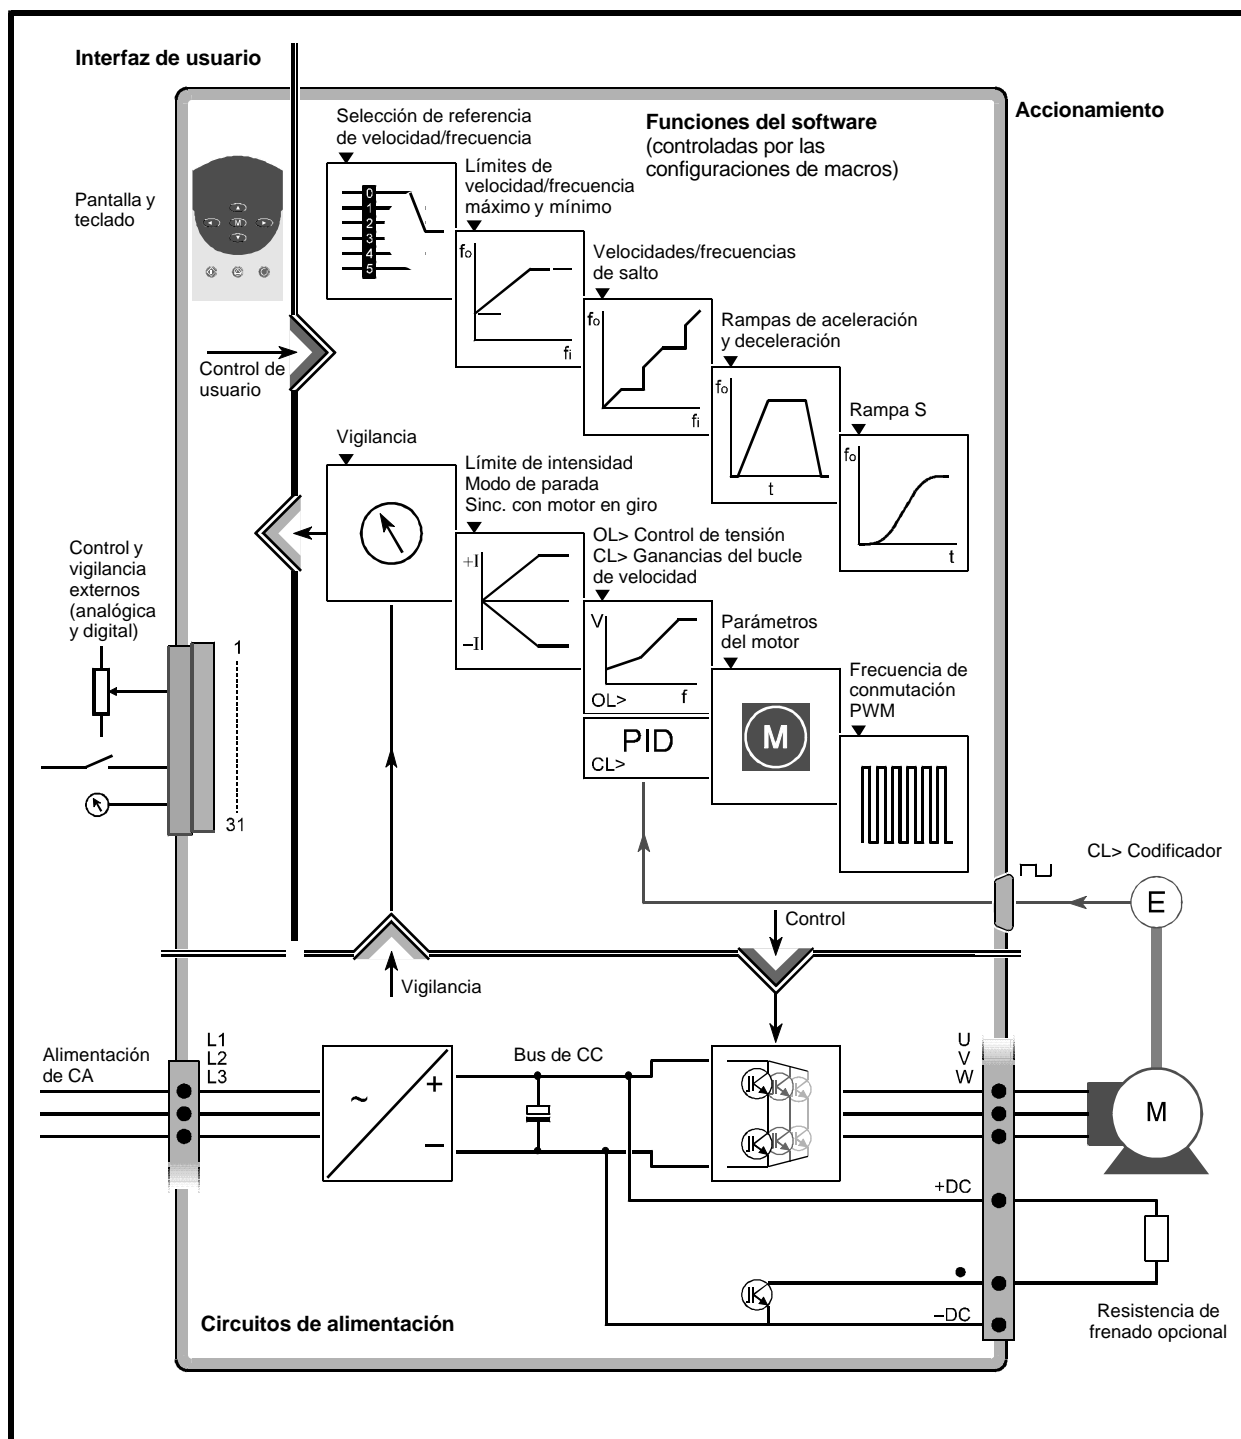 Interfaz de usuario
Accionamiento
Selección de referencia
de velocidad/frecuencia
Funciones del software
(controladas por las
configuraciones de macros)
Límites de
velocidad/frecuencia
máximo y mínimo
Pantalla y
teclado
M
0
1
2
3
4
5
fo
fi
Velocidades/frecuencias
de salto
fo
fi
Rampas de aceleración
y deceleración
fo
t
Rampa S
fo
t
Control de
usuario
Vigilancia
Límite de intensidad
Modo de parada
Sinc. con motor en giro
+I
–I
OL> Control de tensión
CL> Ganancias del bucle
de velocidad
V
f
OL>
PID
CL>
Parámetros
del motor
M
Frecuencia de
conmutación
PWM
Control y
vigilancia
externos
(analógica
y digital)
1
31
CL> Codificador
E
Control
Vigilancia
Alimentación
de CA
L1
L2
L3
~
+
–
Bus de CC
U
V
W
M
+DC
–DC
Circuitos de alimentación
Resistencia de
frenado opcional